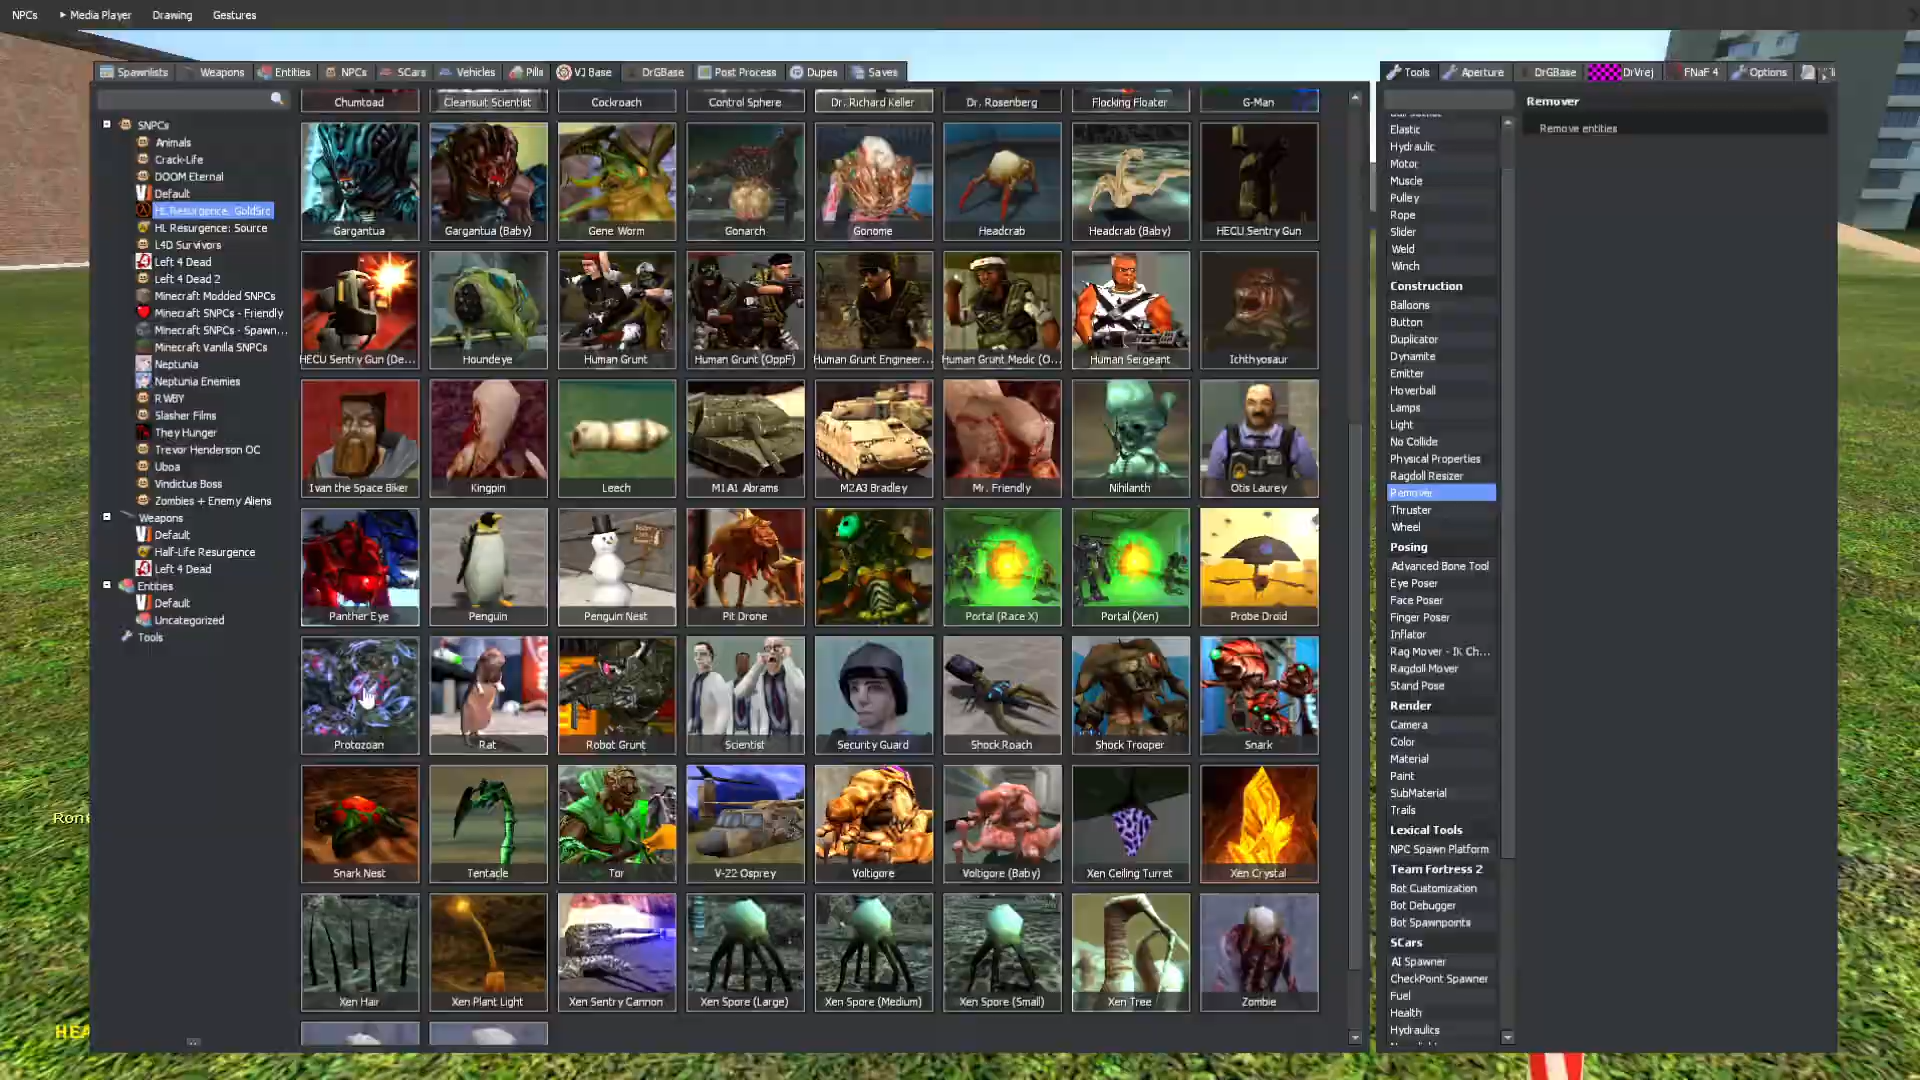 NPCs
Media Player
Drawing
Gestures
Spawnlists
Weapons
Entities
NPCs
SCars
Vehicles
Pills
VJ Base
DrGBase
Post Process
Dupes
Saves
SNPCs
Animals
Crack-Life
DOOM Eternal
Default
HL Resurgence: GoldSrc
HL Resurgence: Source
L4D Survivors
Left 4 Dead
Left 4 Dead 2
Minecraft Modded SNPCs
Minecraft SNPCs - Friendly
Minecraft SNPCs - Spawn...
Minecraft Vanilla SNPCs
Neptunia
Neptunia Enemies
RWBY
Slasher Films
They Hunger
Trevor Henderson OC
Uboa
Vindictus Boss
Zombies + Enemy Aliens
Weapons
Default
Half-Life Resurgence
Left 4 Dead
Entities
Default
Uncategorized
Tools
Chumtoad
Cleansuit Scientist
Cockroach
Control Sphere
Dr. Richard Keller
Dr. Rosenberg
Flocking Floater
G-Man
Gargantua
Gargantua (Baby)
Gene Worm
Gonarch
Gonome
Headcrab
Headcrab (Baby)
HECU Sentry Gun
HECU Sentry Gun (De...
Houndeye
Human Grunt
Human Grunt (OppF)
Human Grunt Engineer...
Human Grunt Medic (O...
Human Sergeant
Ichthyosaur
Ivan the Space Biker
Kingpin
Leech
M1A1 Abrams
M2A3 Bradley
Mr. Friendly
Nihilanth
Otis Laurey
Panther Eye
Penguin
Penguin Nest
Pit Drone
Portal (Race X)
Portal (Xen)
Probe Droid
Protozoan
Rat
Robot Grunt
Scientist
Security Guard
Shock Roach
Shock Trooper
Snark
Snark Nest
Tentacle
Tor
V-22 Osprey
Voltigore
Voltigore (Baby)
Xen Ceiling Turret
Xen Crystal
Xen Hair
Xen Plant Light
Xen Sentry Cannon
Xen Spore (Large)
Xen Spore (Medium)
Xen Spore (Small)
Xen Tree
Zombie
Tools
Aperture
DrGBase
DrVrej
FNaF 4
Options
Elastic
Hydraulic
Motor
Muscle
Pulley
Rope
Slider
Weld
Winch
Construction
Balloons
Button
Duplicator
Dynamite
Emitter
Hoverball
Lamps
Light
No Collide
Physical Properties
Ragdoll Resizer
Remover
Thruster
Wheel
Posing
Advanced Bone Tool
Eye Poser
Face Poser
Finger Poser
Inflator
Rag Mover - IK Ch...
Ragdoll Mover
Stand Pose
Render
Camera
Color
Material
Paint
SubMaterial
Trails
Lexical Tools
NPC Spawn Platform
Team Fortress 2
Bot Customization
Bot Debugger
Bot Spawnpoints
SCars
AI Spawner
CheckPoint Spawner
Fuel
Health
Hydraulics
Remover
Remove entities
HEA